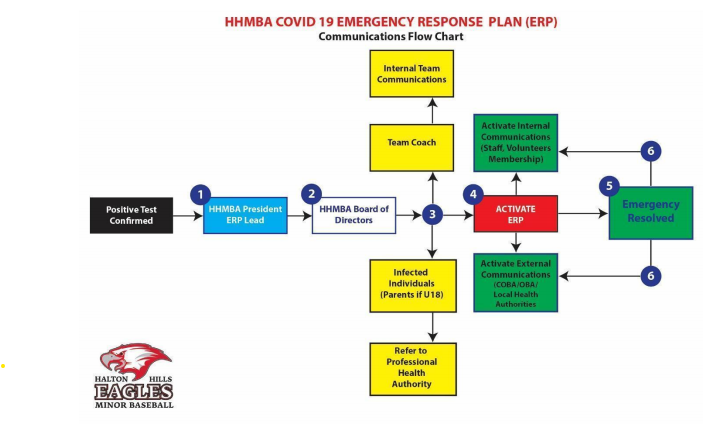 HHMBA COVID 19 EMERGENCY RESPONSE PLAN (ERP)
Communications Flow Chart
Internal Team
Communications
Team Coach
Activate Internal
Communications
(Staff, Volunteers
Membership)
6
1
2
4
5
Positive Test
Confirmed
HHMBA President
ERP Lead
HHMBA Board of
Directors
3
ACTIVATE
ERP
Emergency
Resolved
Infected
Individuals
(Parents if U18)
Activate External
Communications
(COBA/OBA/
Local Health
Authorities
6
Refer to
Professional
Health
Authority
HALTON HILLS
EAGLES
MINOR BASEBALL